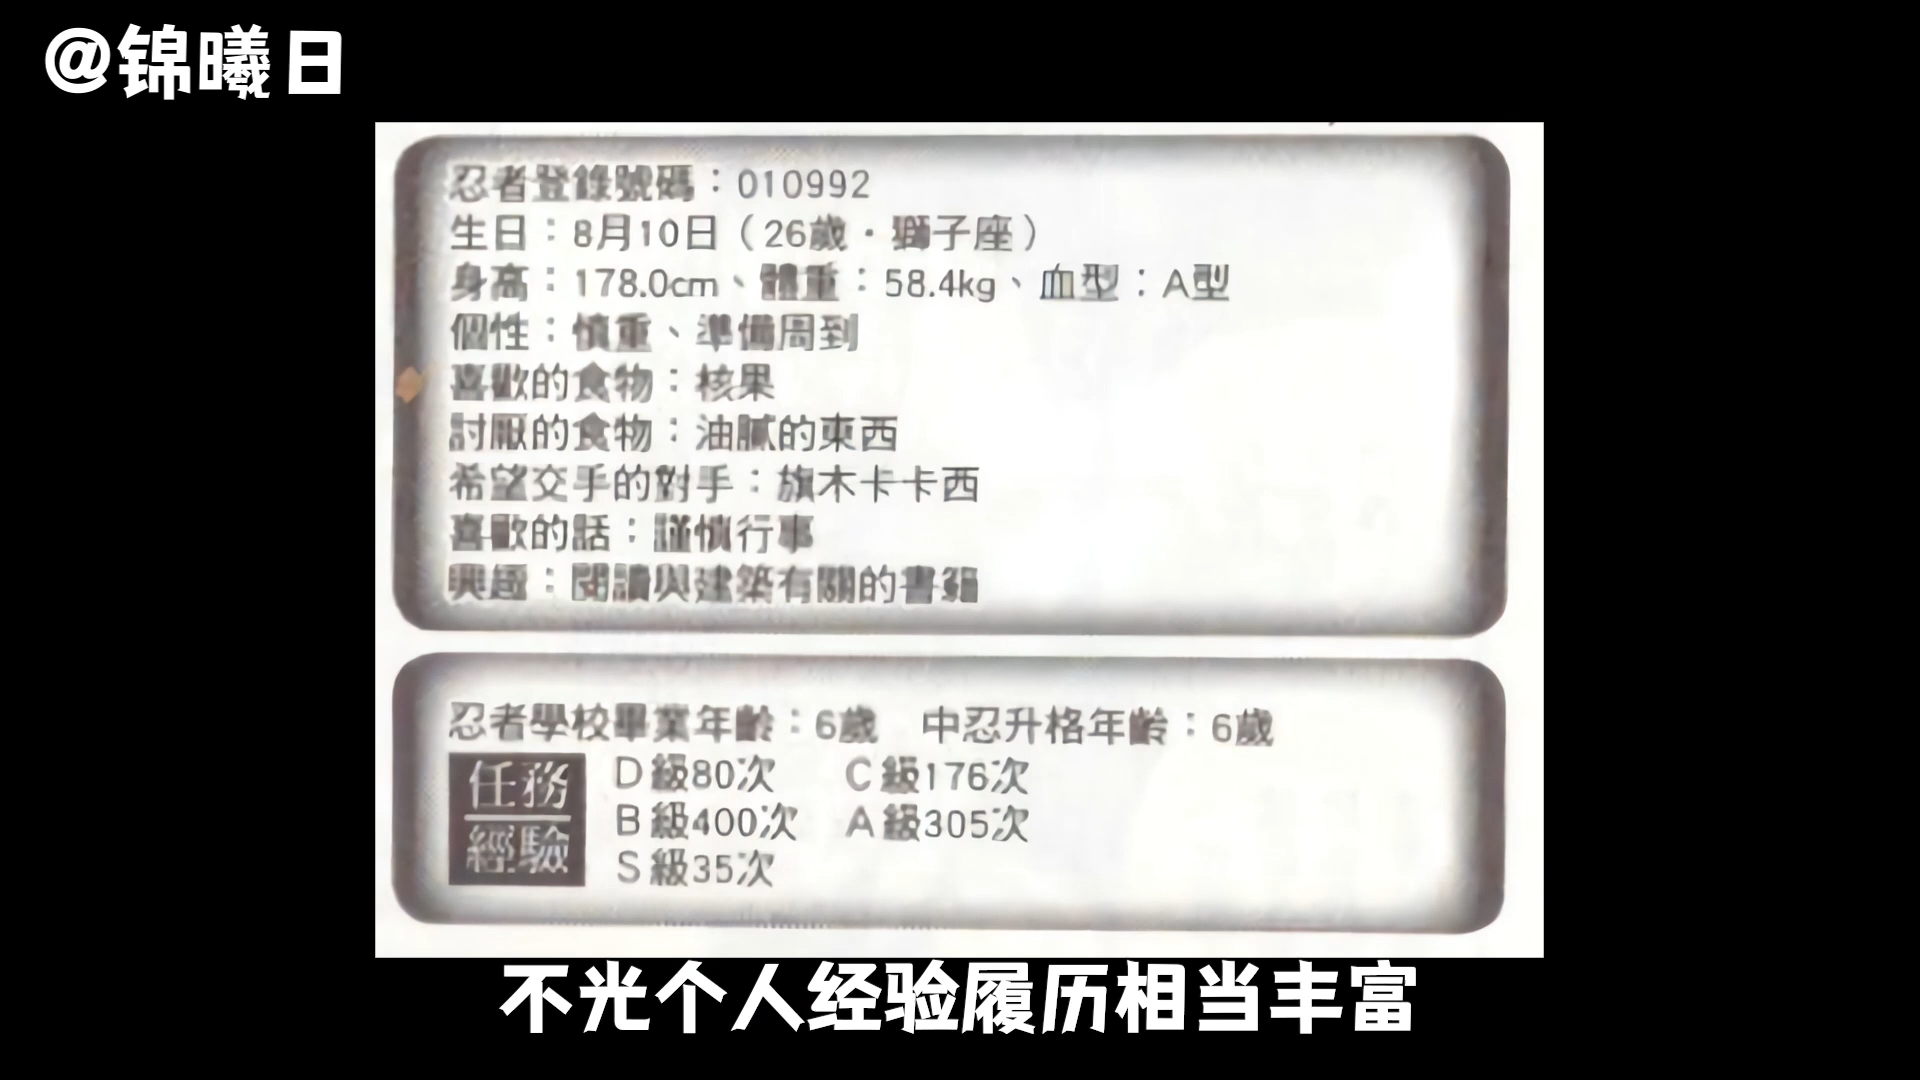 @锦曦日
忍者登錄號碼：010992
生日：8月10日（26歲・獅子座）
身高：178.0cm、體重：58.4kg、血型：A型
個性：慎重、準備周到
喜歡的食物：核果
討厭的食物：油膩的東西
希望交手的對手：旗木卡卡西
喜歡的話：謹慎行事
興趣：閱讀與建築有關的書籍
忍者學校畢業年齡：6歲　中忍升格年齡：6歲
任務
經驗
D級80次　C級176次
B級400次　A級305次
S級35次
不光个人经验履历相当丰富